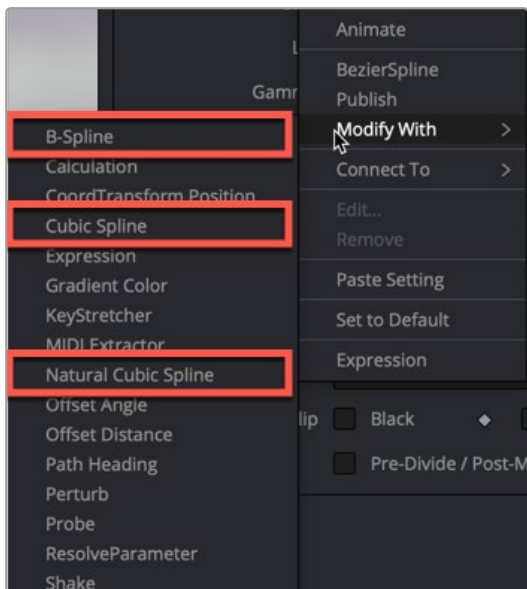 Animate
BezierSpline
Gamr
Publish
B-Spline
Modify With
Calculation
Connect To
CoordTransform Position
Cubic Spline
Edit...
Expression
Remove
Gradient Color
Paste Setting
KeyStretcher
Set to Default
MIDI Extractor
Natural Cubic Spline
Expression
Offset Angle
lip Black
Offset Distance
Path Heading
Pre-Divide / Post-M
Perturb
Probe
ResolveParameter
Shake